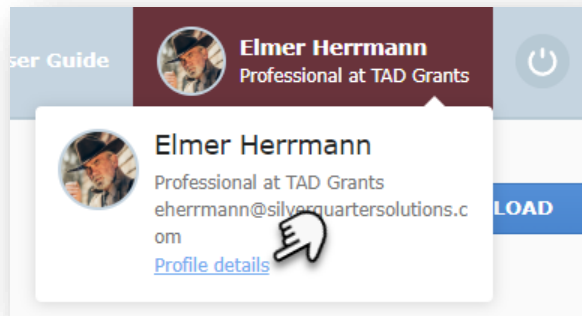 User Guide
Elmer Herrmann
Professional at TAD Grants
Elmer Herrmann
Professional at TAD Grants
eherrmann@silverquartersolutions.c
om
LOAD
Profile details